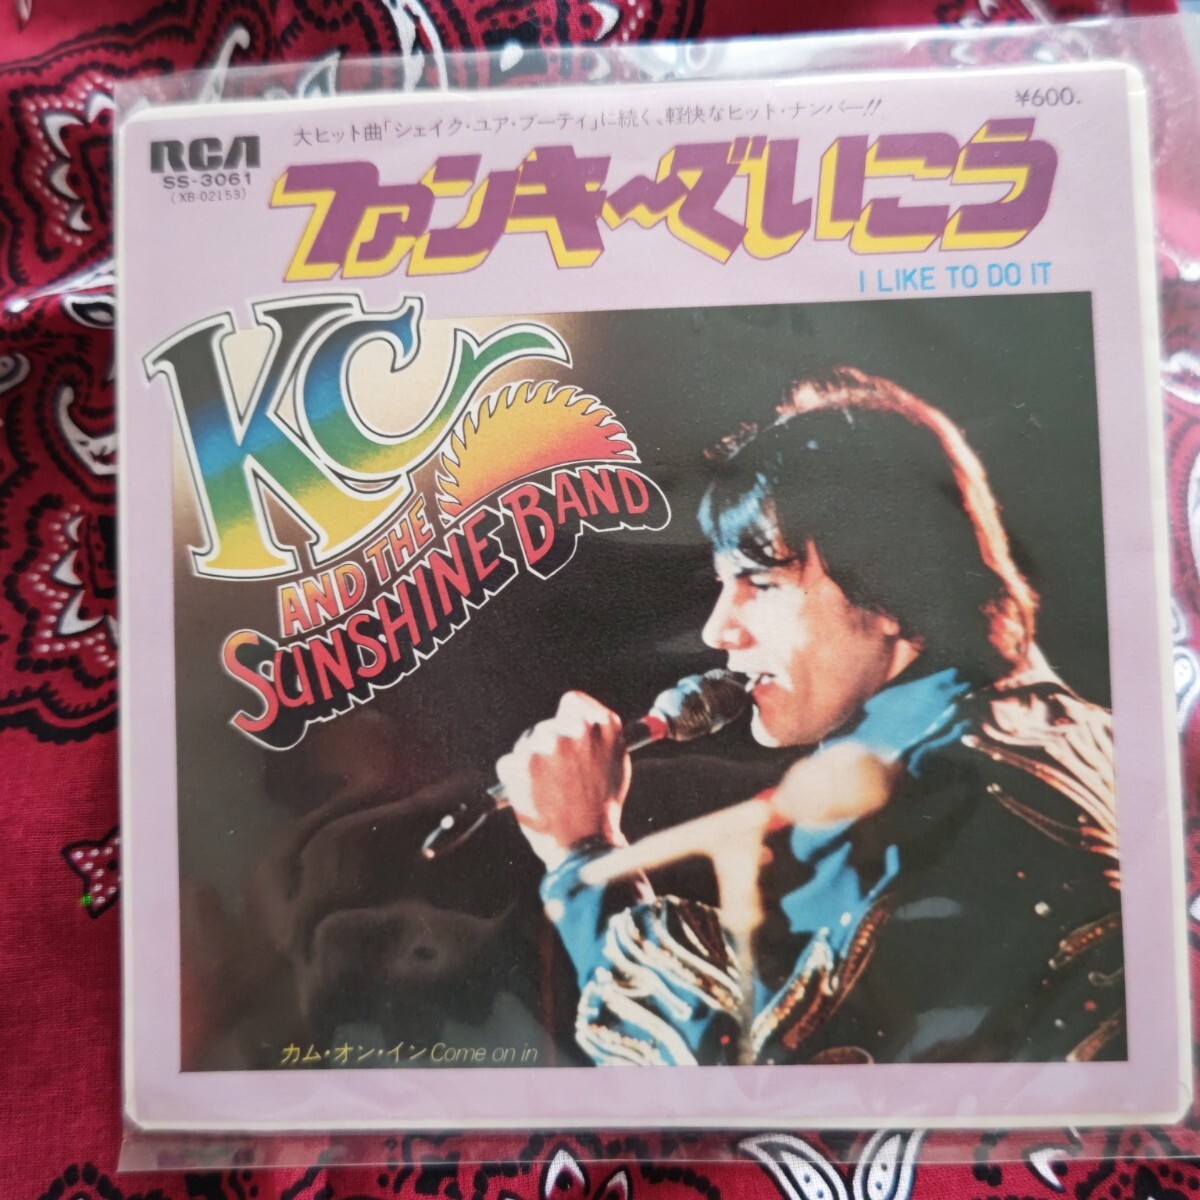 大ヒット曲「シェイク・ユア・ブーティ」に続く、軽快なヒット・ナンバー!!
¥600.
RCA
SS-3061
(XB-02153)
ファンキーでいこう
I LIKE TO DO IT
KC
AND THE
SUNSHINE BAND
カム・オン・イン Come on in